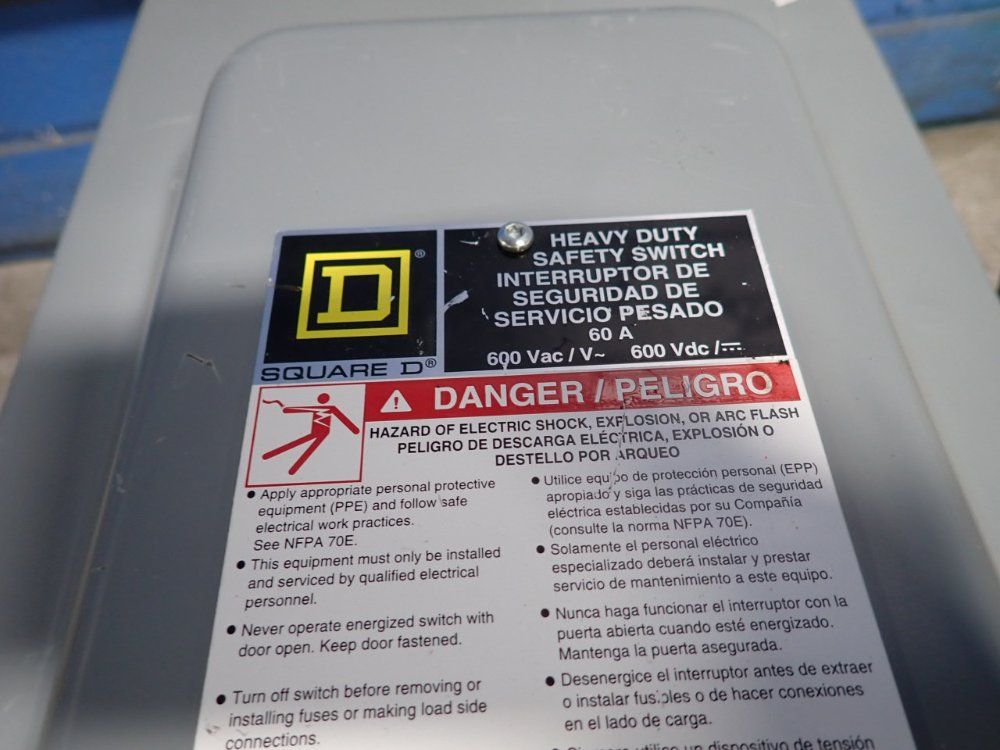 D®
SQUARE D®
HEAVY DUTY
SAFETY SWITCH
INTERRUPTOR DE
SEGURIDAD DE
SERVICIO PESADO
60 A
600 Vac / V~ 600 Vdc / ⎓
DANGER / PELIGRO
HAZARD OF ELECTRIC SHOCK, EXPLOSION, OR ARC FLASH
PELIGRO DE DESCARGA ELÉCTRICA, EXPLOSIÓN O
DESTELLO POR ARQUEO
• Apply appropriate personal protective
equipment (PPE) and follow safe
electrical work practices.
See NFPA 70E.
• This equipment must only be installed
and serviced by qualified electrical
personnel.
• Never operate energized switch with
door open. Keep door fastened.
• Turn off switch before removing or
installing fuses or making load side
connections.
• Utilice equipo de protección personal (EPP)
apropiado y siga las prácticas de seguridad
eléctrica establecidas por su Compañía
(consulte la norma NFPA 70E).
• Solamente el personal eléctrico
especializado deberá instalar y prestar
servicio de mantenimiento a este equipo.
• Nunca haga funcionar el interruptor con la
puerta abierta cuando esté energizado.
Mantenga la puerta asegurada.
• Desenergice el interruptor antes de extraer
o instalar fusibles o de hacer conexiones
en el lado de carga.
• Siempre utilice un dispositivo de tensión